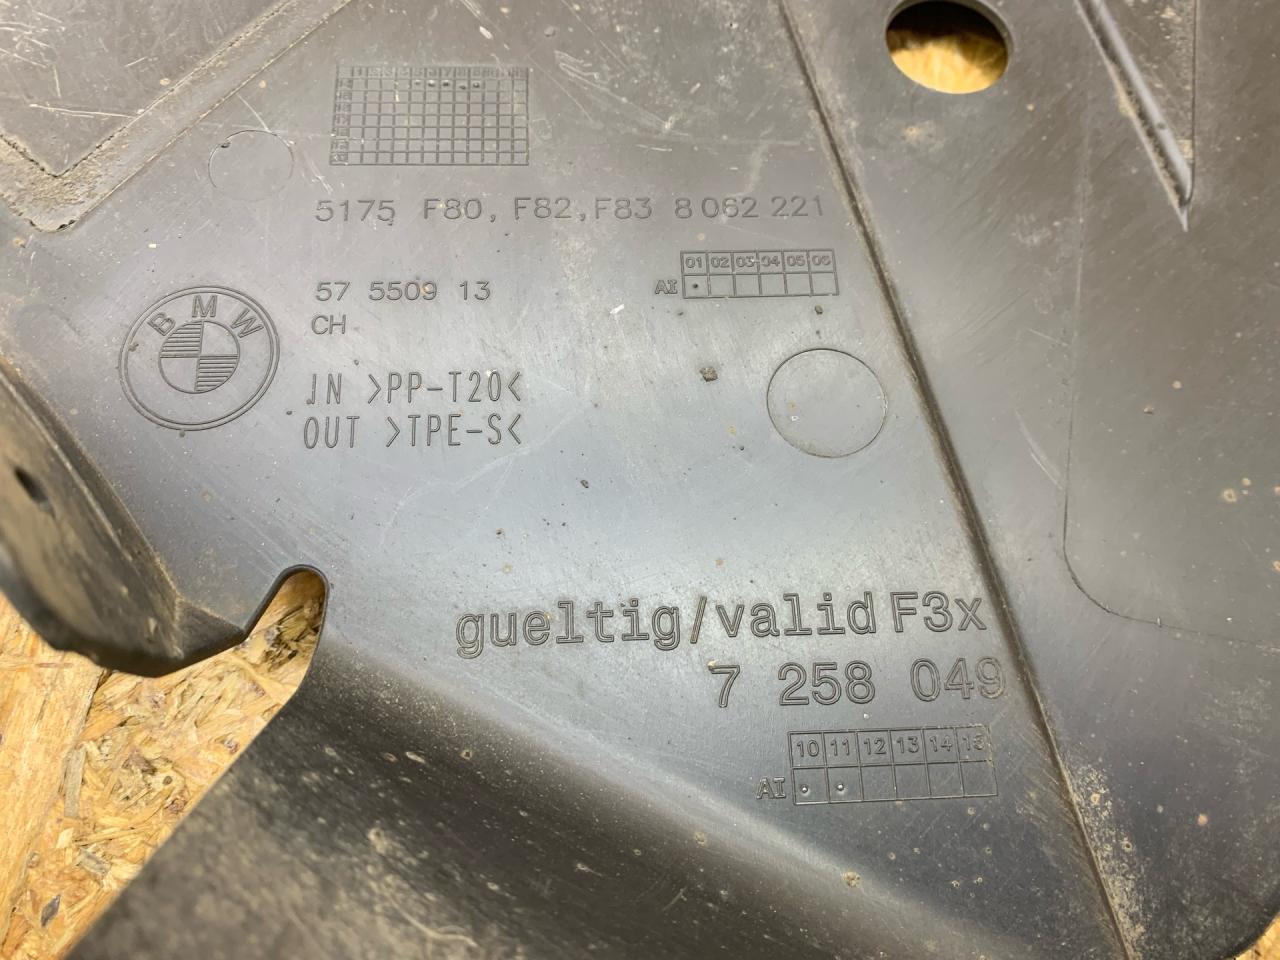 5175 F80, F82, F83 8 062 221
01 02 03 04 05 06
AI
57 5509 13
CH
BMW
IN >PP-T20<
OUT >TPE-S<
gueltig/valid F3x
7 258 049
10 11 12 13 14 15
AI